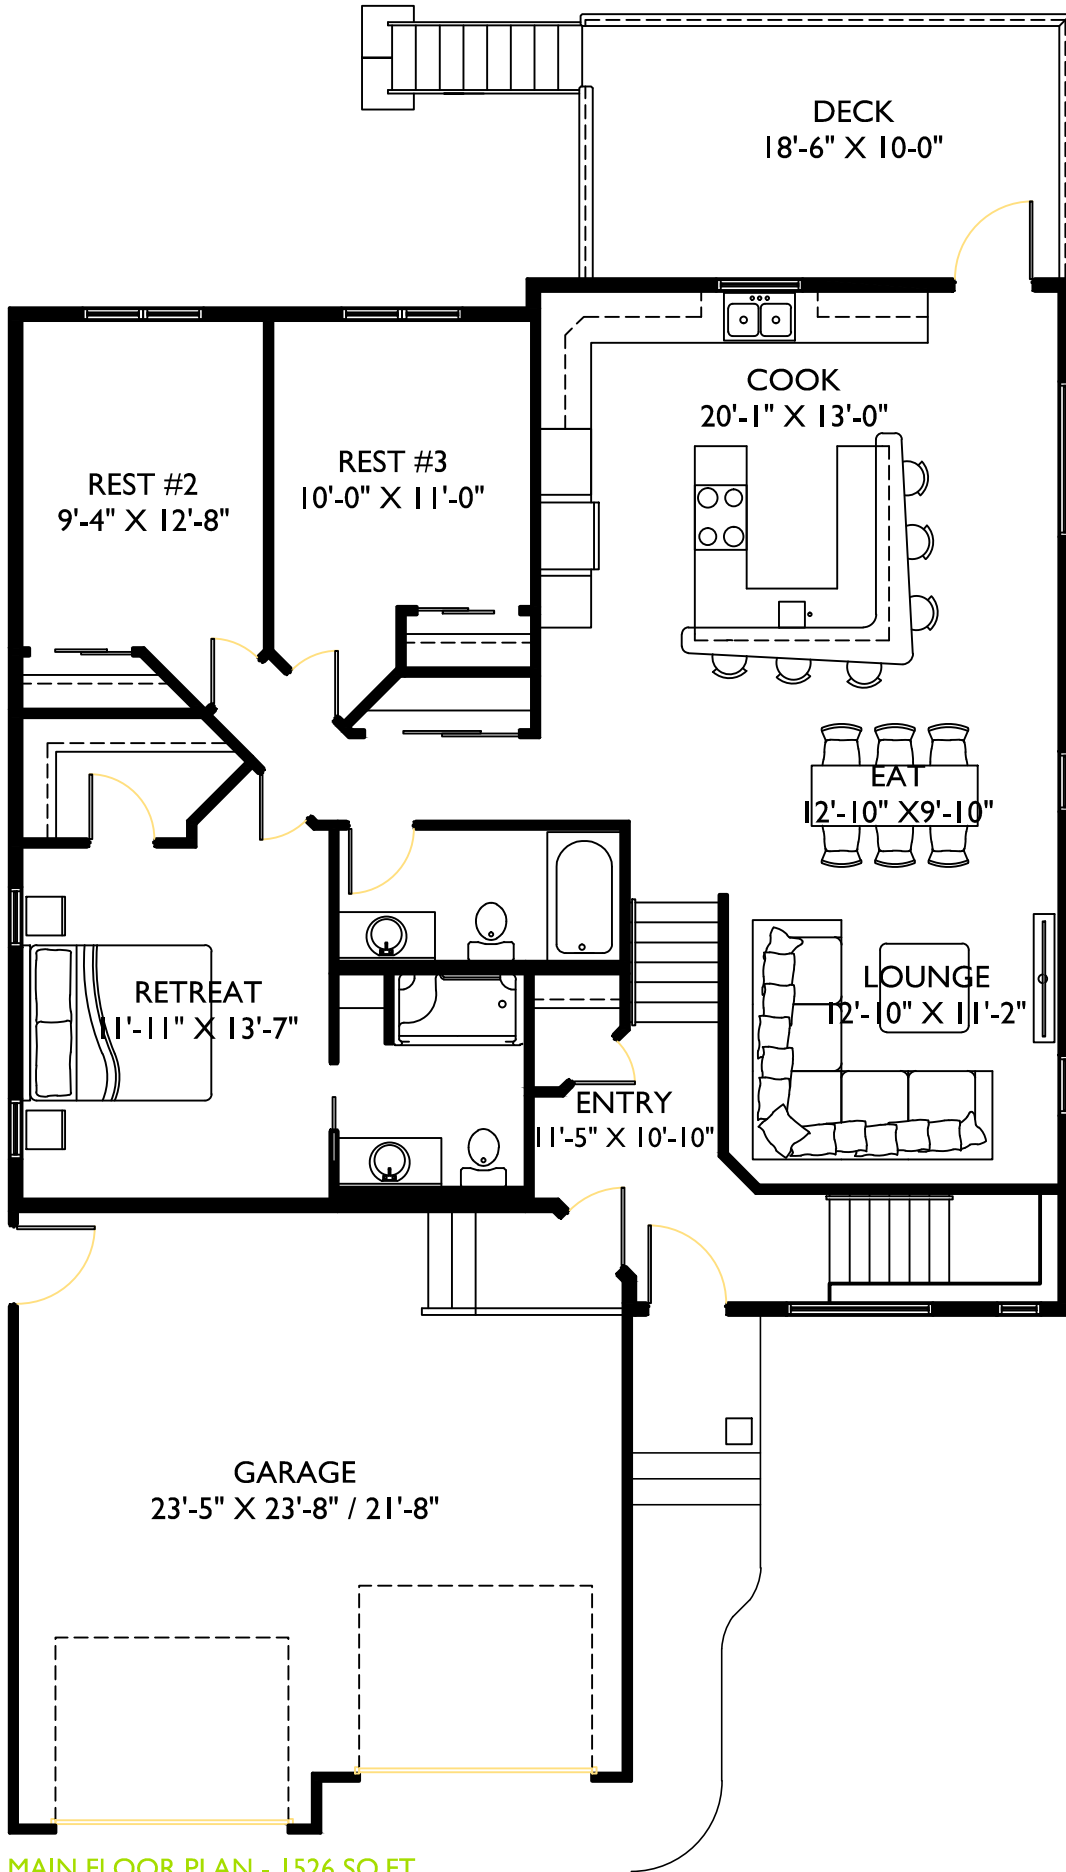 DECK
18'-6" X 10-0"
COOK
20'-1" X 13'-0"
REST #2
9'-4" X 12'-8"
REST #3
10'-0" X 11'-0"
EAT
12'-10" X9'-10"
RETREAT
11'-11" X 13'-7"
LOUNGE
12'-10" X 11'-2"
ENTRY
11'-5" X 10'-10"
GARAGE
23'-5" X 23'-8" / 21'-8"
MAIN FLOOR PLAN - 1526 SQ.FT.